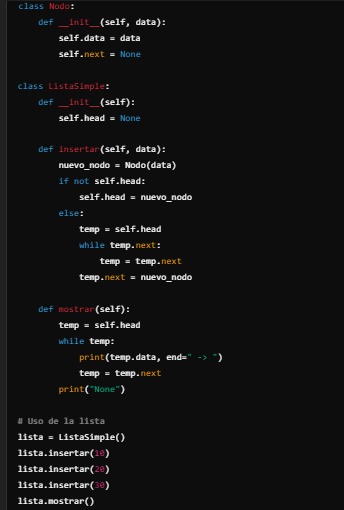 class Nodo:
    def __init__(self, data):
        self.data = data
        self.next = None

class ListaSimple:
    def __init__(self):
        self.head = None

    def insertar(self, data):
        nuevo_nodo = Nodo(data)
        if not self.head:
            self.head = nuevo_nodo
        else:
            temp = self.head
            while temp.next:
                temp = temp.next
            temp.next = nuevo_nodo

    def mostrar(self):
        temp = self.head
        while temp:
            print(temp.data, end=" -> ")
            temp = temp.next
        print("None")

# Uso de la lista
lista = ListaSimple()
lista.insertar(10)
lista.insertar(20)
lista.insertar(30)
lista.mostrar()